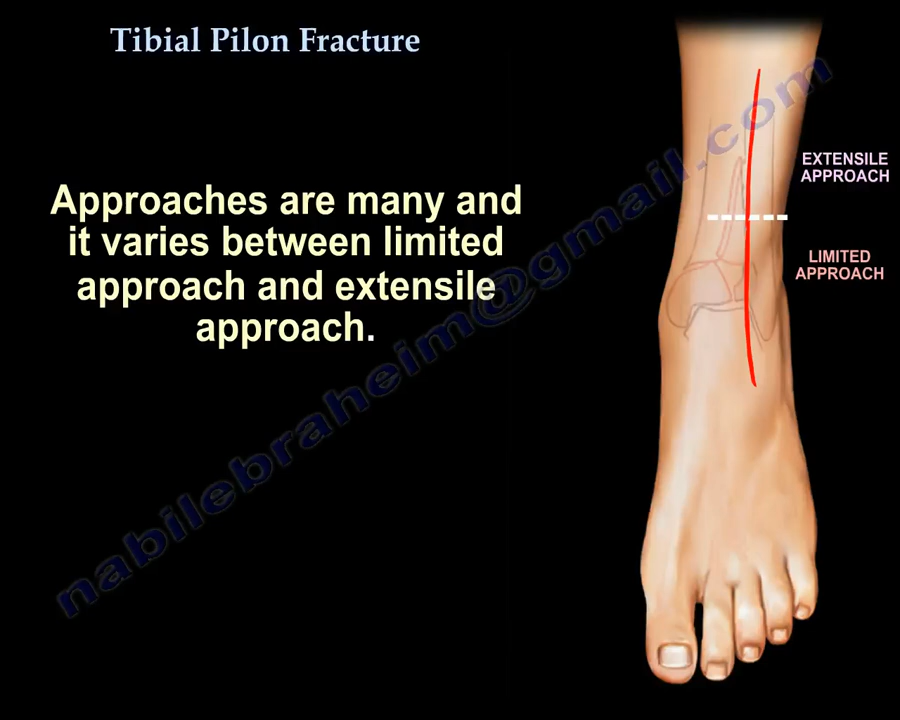 Tibial Pilon Fracture
Approaches are many and
it varies between limited
approach and extensile
approach.
EXTENSILE
APPROACH
LIMITED
APPROACH
nabilebraheim@gmail.com